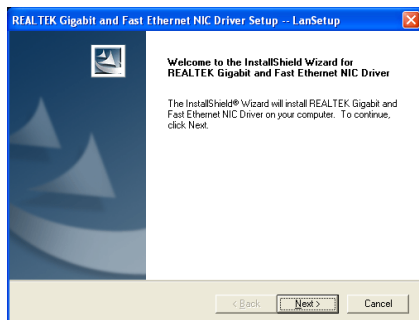 REALTEK Gigabit and Fast Ethernet NIC Driver Setup -- LanSetup
Welcome to the InstallShield Wizard for
REALTEK Gigabit and Fast Ethernet NIC Driver
The InstallShield® Wizard will install REALTEK Gigabit and
Fast Ethernet NIC Driver on your computer. To continue,
click Next.
< Back
Next >
Cancel